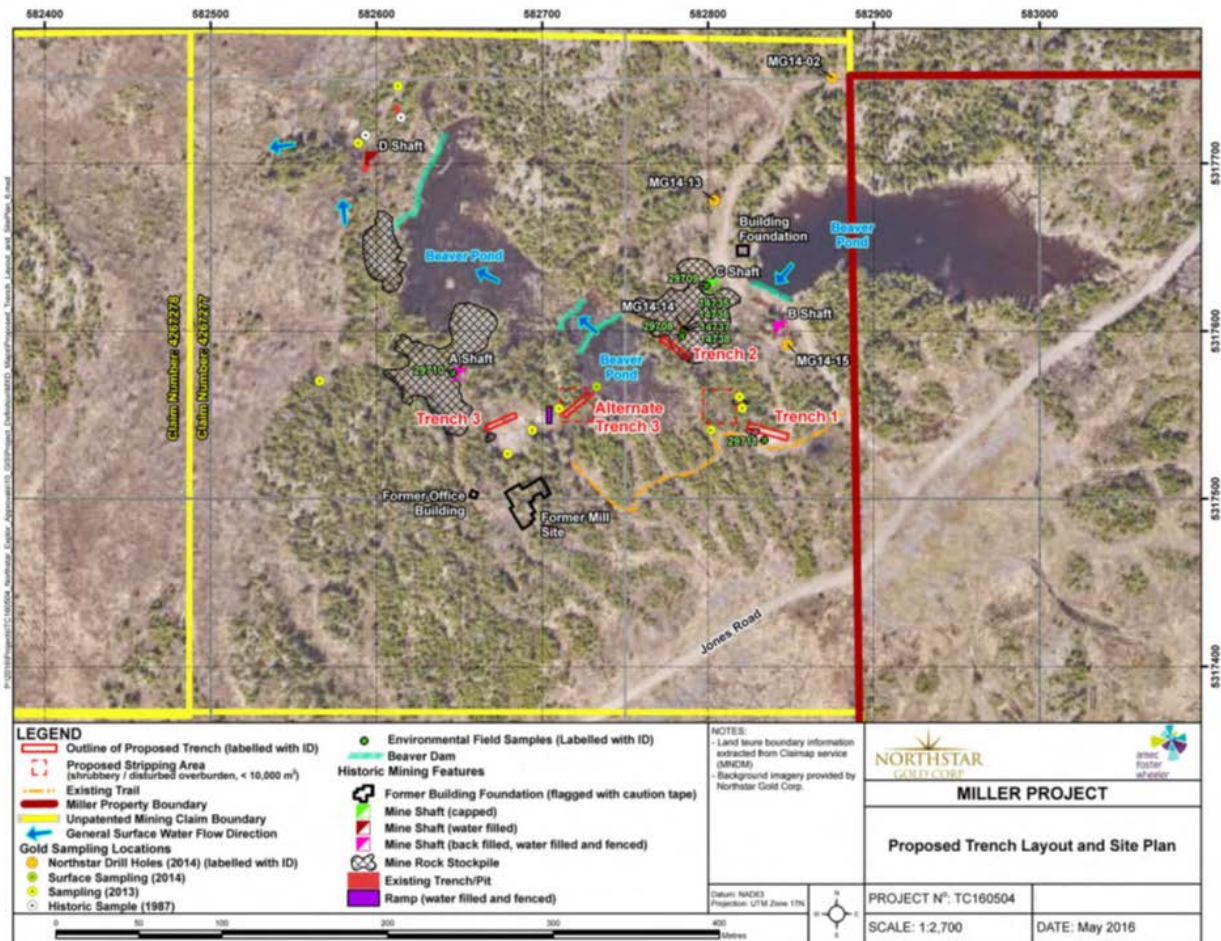 582400
582500
582600
582700
582800
582900
583000
MG14-02
D Shaft
5317700
MG14-13
Building
Foundation
Beaver
Pond
Beaver Pond
29709
C Shaft
MG14-14
14735
14736
14737
14738
29708
B Shaft
5317600
Trench 2
MG14-15
A Shaft
29710
Beaver
Pond
Claim Number: 4267278
Claim Number: 4267277
Trench 3
Alternate
Trench 3
Trench 1
29711
Former Office
Building
Former Mill
Site
5317500
Jones Road
5317400
LEGEND
Outline of Proposed Trench (labelled with ID)
Proposed Stripping Area
(shrubbery / disturbed overburden, < 10,000 m²)
Existing Trail
Miller Property Boundary
Unpatented Mining Claim Boundary
General Surface Water Flow Direction
Gold Sampling Locations
Northstar Drill Holes (2014) (labelled with ID)
Surface Sampling (2014)
Sampling (2013)
Historic Sample (1987)
Environmental Field Samples (Labelled with ID)
Beaver Dam
Historic Mining Features
Former Building Foundation (flagged with caution tape)
Mine Shaft (capped)
Mine Shaft (water filled)
Mine Shaft (back filled, water filled and fenced)
Mine Rock Stockpile
Existing Trench/Pit
Ramp (water filled and fenced)
0
100
200
300
400
Metres
NOTES:
- Land teure boundary information
extracted from Claimap service
(MNDM)
- Background imagery provided by
Northstar Gold Corp.
Datum: NAD83
Projection: UTM Zone 17N
N
W
E
S
NORTHSTAR
GOLD CORP
amec
foster
wheeler
MILLER PROJECT
Proposed Trench Layout and Site Plan
PROJECT Nº: TC160504
SCALE: 1:2,700
DATE: May 2016